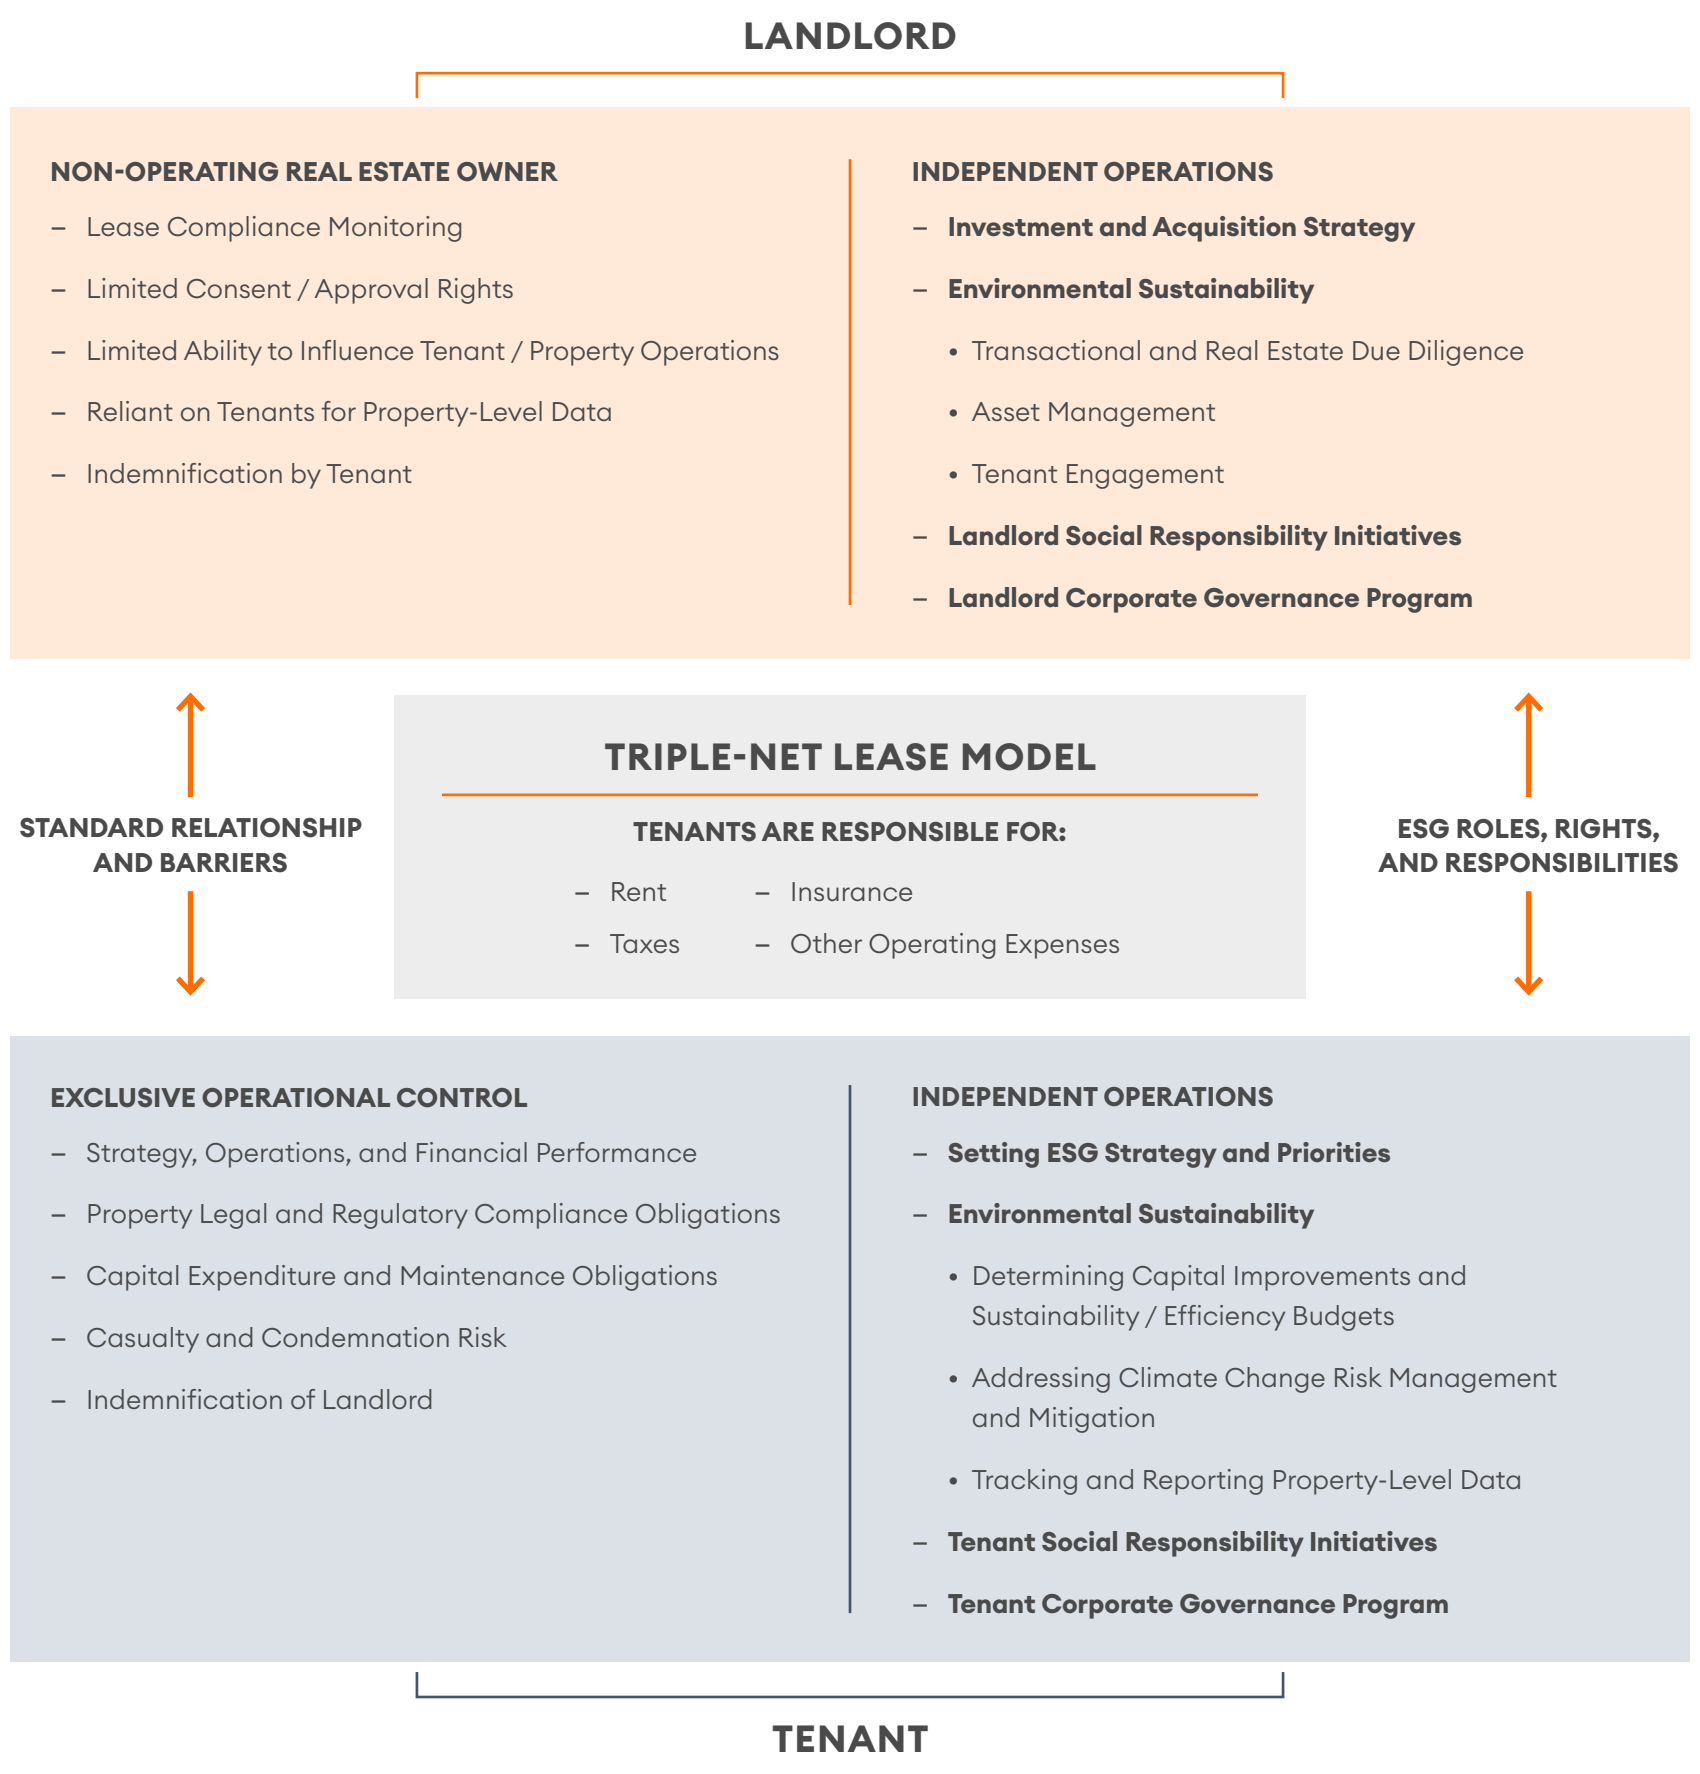 LANDLORD
NON-OPERATING REAL ESTATE OWNER
– Lease Compliance Monitoring
– Limited Consent / Approval Rights
– Limited Ability to Influence Tenant / Property Operations
– Reliant on Tenants for Property-Level Data
– Indemnification by Tenant
INDEPENDENT OPERATIONS
– Investment and Acquisition Strategy
– Environmental Sustainability
• Transactional and Real Estate Due Diligence
• Asset Management
• Tenant Engagement
– Landlord Social Responsibility Initiatives
– Landlord Corporate Governance Program
STANDARD RELATIONSHIP
AND BARRIERS
TRIPLE-NET LEASE MODEL
TENANTS ARE RESPONSIBLE FOR:
– Rent
– Taxes
– Insurance
– Other Operating Expenses
ESG ROLES, RIGHTS,
AND RESPONSIBILITIES
EXCLUSIVE OPERATIONAL CONTROL
– Strategy, Operations, and Financial Performance
– Property Legal and Regulatory Compliance Obligations
– Capital Expenditure and Maintenance Obligations
– Casualty and Condemnation Risk
– Indemnification of Landlord
INDEPENDENT OPERATIONS
– Setting ESG Strategy and Priorities
– Environmental Sustainability
• Determining Capital Improvements and
Sustainability / Efficiency Budgets
• Addressing Climate Change Risk Management
and Mitigation
• Tracking and Reporting Property-Level Data
– Tenant Social Responsibility Initiatives
– Tenant Corporate Governance Program
TENANT